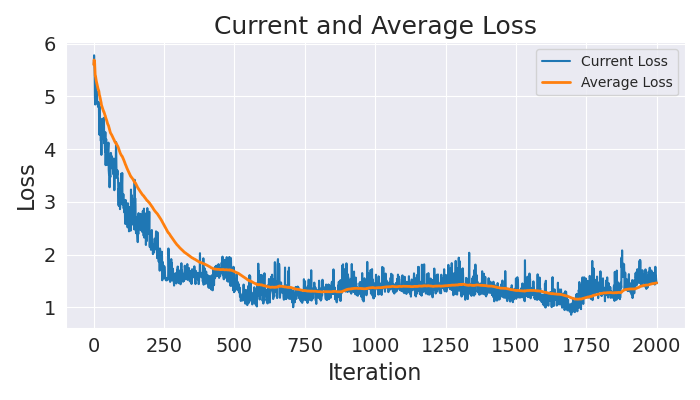 Current and Average Loss
Current Loss
Average Loss
Loss
6
5
4
3
2
1
0 250 500 750 1000 1250 1500 1750 2000
Iteration